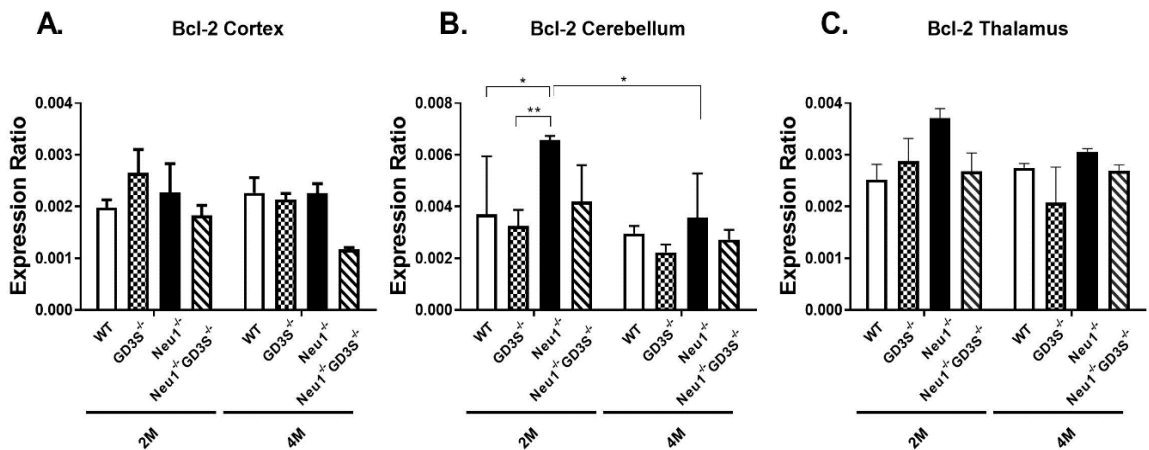 A.
Bcl-2 Cortex
Expression Ratio
0.004
0.003
0.002
0.001
0.000
WT
GD3S-/-
Neu1-/-
Neu1-/-GD3S-/-
WT
GD3S-/-
Neu1-/-
Neu1-/-GD3S-/-
2M
4M
B.
Bcl-2 Cerebellum
Expression Ratio
0.008
0.006
0.004
0.002
0.000
*
**
*
WT
GD3S-/-
Neu1-/-
Neu1-/-GD3S-/-
WT
GD3S-/-
Neu1-/-
Neu1-/-GD3S-/-
2M
4M
C.
Bcl-2 Thalamus
Expression Ratio
0.004
0.003
0.002
0.001
0.000
WT
GD3S-/-
Neu1-/-
Neu1-/-GD3S-/-
WT
GD3S-/-
Neu1-/-
Neu1-/-GD3S-/-
2M
4M